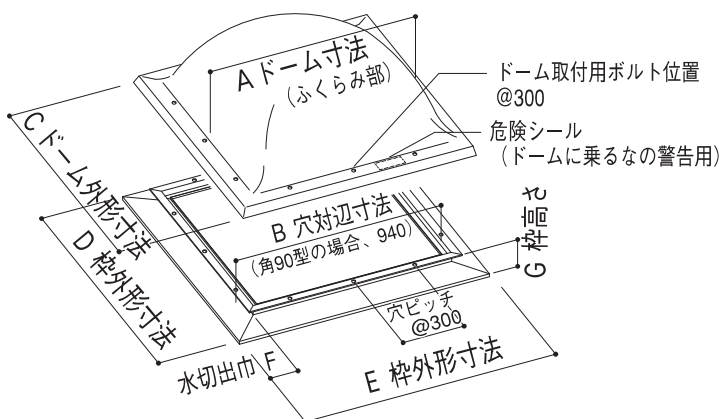 A ドーム寸法
(ふくらみ部)
ドーム取付用ボルト位置
@300
危険シール
(ドームに乗るなの警告用)
C ドーム外形寸法
D 枠外形寸法
B 穴対辺寸法
(角90型の場合、940)
G 枠高さ
穴ピッチ
@300
水切出巾 F
E 枠外形寸法